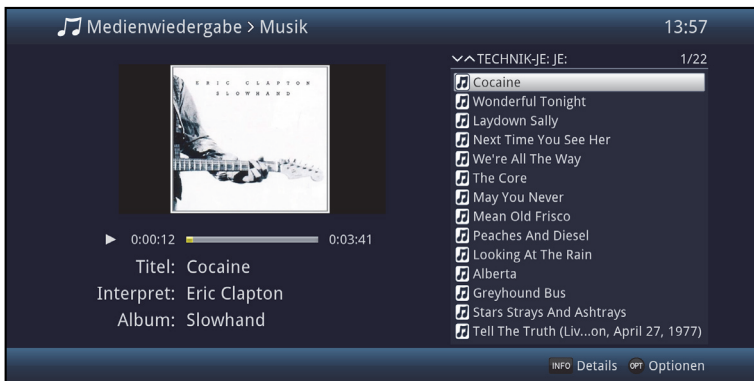 Medienwiedergabe > Musik
13:57
ERIC CLAPTON
SLOWHAND
0:00:12
0:03:41
Titel: Cocaine
Interpret: Eric Clapton
Album: Slowhand
TECHNIK-JE: JE:
1/22
Cocaine
Wonderful Tonight
Laydown Sally
Next Time You See Her
We're All The Way
The Core
May You Never
Mean Old Frisco
Peaches And Diesel
Looking At The Rain
Alberta
Greyhound Bus
Stars Strays And Ashtrays
Tell The Truth (Liv...on, April 27, 1977)
INFO Details OPT Optionen